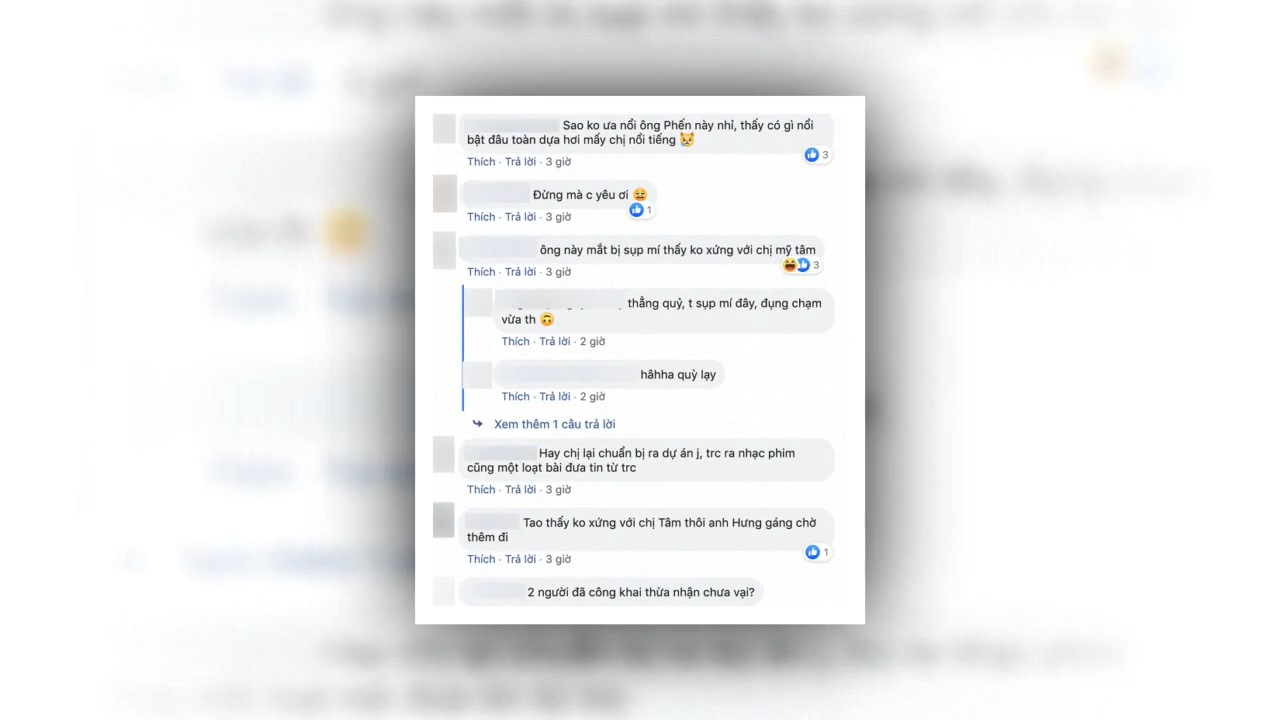 Sao ko ưa nổi ông Phến này nhỉ, thấy có gì nổi
bật đâu toàn dựa hơi mấy chị nổi tiếng 😿
3
Thích · Trả lời · 3 giờ
Đừng mà c yêu ơi 😑
1
Thích · Trả lời · 3 giờ
ông này mắt bị sụp mí thấy ko xứng với chị mỹ tâm
3
Thích · Trả lời · 3 giờ
thằng quỷ, t sụp mí đây, đụng chạm
vừa th 🙃
Thích · Trả lời · 2 giờ
hâhha quỳ lạy
Thích · Trả lời · 2 giờ
Xem thêm 1 câu trả lời
Hay chị lại chuẩn bị ra dự án j, trc ra nhạc phim
cũng một loạt bài đưa tin từ trc
Thích · Trả lời · 3 giờ
Tao thấy ko xứng với chị Tâm thôi anh Hưng gáng chờ
thêm đi
1
Thích · Trả lời · 3 giờ
2 người đã công khai thừa nhận chưa vại?